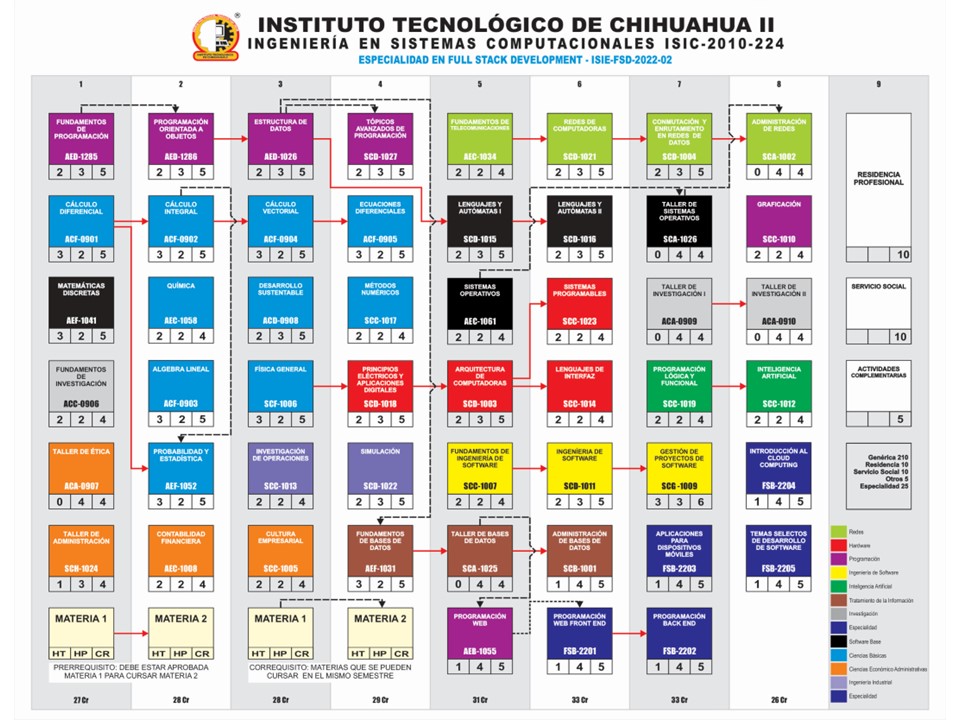 INSTITUTO TECNOLÓGICO DE CHIHUAHUA II
INGENIERÍA EN SISTEMAS COMPUTACIONALES ISIC-2010-224
ESPECIALIDAD EN FULL STACK DEVELOPMENT - ISIE-FSD-2022-02
1 2 3 4 5 6 7 8 9
FUNDAMENTOS
DE
PROGRAMACIÓN
AED-1285
2 3 5
PROGRAMACIÓN
ORIENTADA A
OBJETOS
AED-1286
2 3 5
ESTRUCTURA DE
DATOS
AED-1026
2 3 5
TÓPICOS
AVANZADOS DE
PROGRAMACIÓN
SCD-1027
2 3 5
FUNDAMENTOS DE
TELECOMUNICACIONES
AEC-1034
2 2 4
REDES DE
COMPUTADORAS
SCD-1021
2 3 5
CONMUTACIÓN Y
ENRUTAMIENTO
EN REDES DE
DATOS
SCD-1004
2 3 5
ADMINISTRACIÓN
DE REDES
SCA-1002
0 4 4
RESIDENCIA
PROFESIONAL
10
CÁLCULO
DIFERENCIAL
ACF-0901
3 2 5
CÁLCULO
INTEGRAL
ACF-0902
3 2 5
CÁLCULO
VECTORIAL
ACF-0904
3 2 5
ECUACIONES
DIFERENCIALES
ACF-0905
3 2 5
LENGUAJES Y
AUTÓMATAS I
SCD-1015
2 3 5
LENGUAJES Y
AUTÓMATAS II
SCD-1016
2 3 5
TALLER DE
SISTEMAS
OPERATIVOS
SCA-1026
0 4 4
GRAFICACIÓN
SCC-1010
2 2 4
MATEMÁTICAS
DISCRETAS
AEF-1041
3 2 5
QUÍMICA
AEC-1058
2 2 4
DESARROLLO
SUSTENTABLE
ACD-0908
2 3 5
MÉTODOS
NUMÉRICOS
SCC-1017
2 2 4
SISTEMAS
OPERATIVOS
AEC-1061
2 2 4
SISTEMAS
PROGRAMABLES
SCC-1023
2 2 4
TALLER DE
INVESTIGACIÓN I
ACA-0909
0 4 4
TALLER DE
INVESTIGACIÓN II
ACA-0910
0 4 4
SERVICIO SOCIAL
10
FUNDAMENTOS
DE
INVESTIGACIÓN
ACC-0906
2 2 4
ALGEBRA LINEAL
ACF-0903
3 2 5
FÍSICA GENERAL
SCF-1006
3 2 5
PRINCIPIOS
ELÉCTRICOS Y
APLICACIONES
DIGITALES
SCD-1018
2 3 5
ARQUITECTURA
DE
COMPUTADORAS
SCD-1003
2 3 5
LENGUAJES DE
INTERFAZ
SCC-1014
2 2 4
PROGRAMACIÓN
LÓGICA Y
FUNCIONAL
SCC-1019
2 2 4
INTELIGENCIA
ARTIFICIAL
SCC-1012
2 2 4
ACTIVIDADES
COMPLEMENTARIAS
5
TALLER DE ÉTICA
ACA-0907
0 4 4
PROBABILIDAD Y
ESTADÍSTICA
AEF-1052
3 2 5
INVESTIGACIÓN
DE OPERACIONES
SCC-1013
2 2 4
SIMULACIÓN
SCD-1022
2 3 5
FUNDAMENTOS DE
INGENIERÍA DE
SOFTWARE
SCC-1007
2 2 4
INGENIERIA DE
SOFTWARE
SCD-1011
2 3 5
GESTIÓN DE
PROYECTOS DE
SOFTWARE
SCG-1009
3 3 6
INTRODUCCIÓN AL
CLOUD
COMPUTING
FSB-2204
1 4 5
Genérica 210
Residencia 10
Servicio Social 10
Otros 5
Especialidad 25
TALLER DE
ADMINISTRACIÓN
SCH-1024
1 3 4
CONTABILIDAD
FINANCIERA
AEC-1008
2 2 4
CULTURA
EMPRESARIAL
SCC-1005
2 2 4
FUNDAMENTOS
DE BASES DE
DATOS
AEF-1031
3 2 5
TALLER DE BASES
DE DATOS
SCA-1025
0 4 4
ADMINISTRACIÓN
DE BASES DE
DATOS
SCB-1001
1 4 5
APLICACIONES
PARA
DISPOSITIVOS
MÓVILES
FSB-2203
1 4 5
TEMAS SELECTOS
DE DESARROLLO
DE SOFTWARE
FSB-2205
1 4 5
Redes
Hardware
Programación
Ingeniería de Software
Inteligencia Artificial
Tratamiento de la Información
Investigación
Especialidad
Software Base
Ciencias Básicas
Ciencias Económico Administrativas
Ingeniería Industrial
Especialidad
MATERIA 1
HT HP CR
MATERIA 2
HT HP CR
MATERIA 1
HT HP CR
MATERIA 2
HT HP CR
PROGRAMACIÓN
WEB
AEB-1055
1 4 5
PROGRAMACIÓN
WEB FRONT END
FSB-2201
1 4 5
PROGRAMACIÓN
BACK END
FSB-2202
1 4 5
PRERREQUISITO: DEBE ESTAR APROBADA
MATERIA 1 PARA CURSAR MATERIA 2
CORREQUISITO: MATERIAS QUE SE PUEDEN
CURSAR EN EL MISMO SEMESTRE
27 Cr 28 Cr 28 Cr 29 Cr 31 Cr 33 Cr 33 Cr 26 Cr